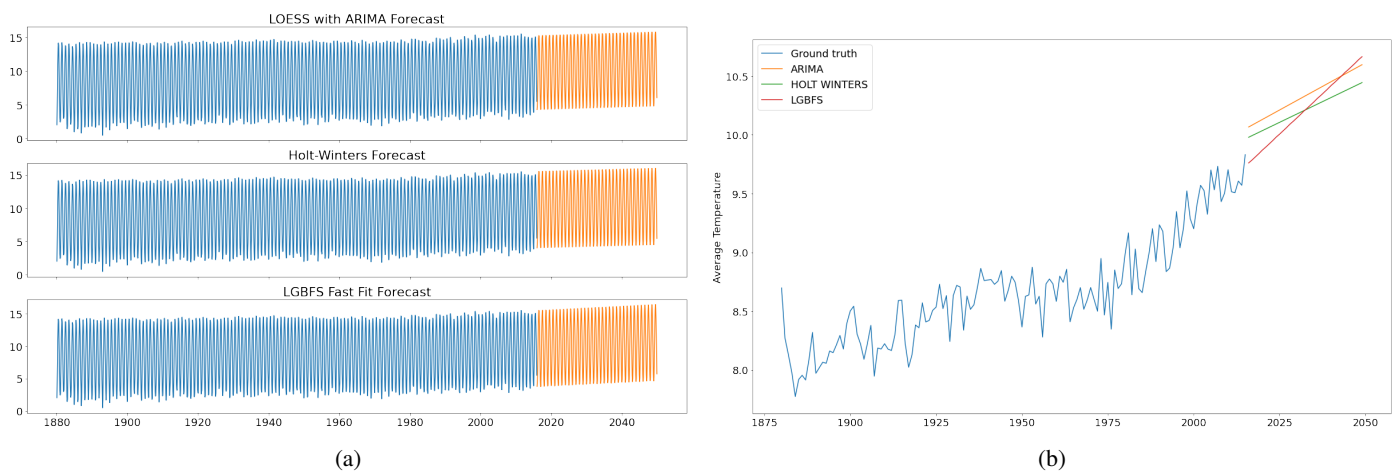 LOESS with ARIMA Forecast
15
10
5
0
Holt-Winters Forecast
15
10
5
0
LGBFS Fast Fit Forecast
15
10
5
0
1880 1900 1920 1940 1960 1980 2000 2020 2040
(a)
Ground truth
ARIMA
HOLT WINTERS
LGBFS
Average Temperature
10.5
10.0
9.5
9.0
8.5
8.0
1875 1900 1925 1950 1975 2000 2025 2050
(b)